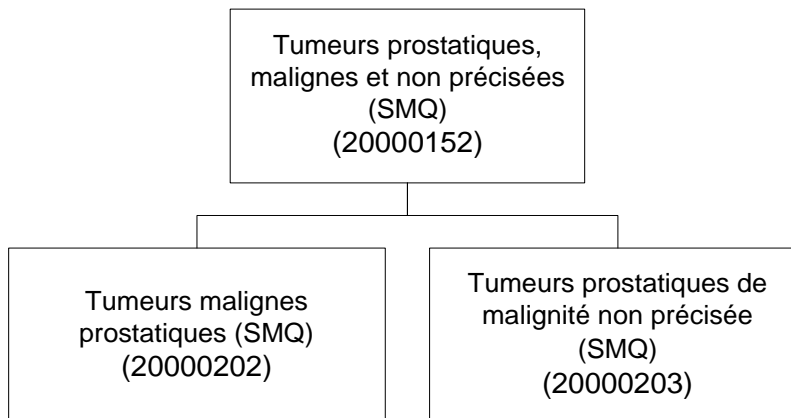 Tumeurs prostatiques,
malignes et non précisées
(SMQ)
(20000152)
Tumeurs malignes
prostatiques (SMQ)
(20000202)
Tumeurs prostatiques de
malignité non précisée
(SMQ)
(20000203)